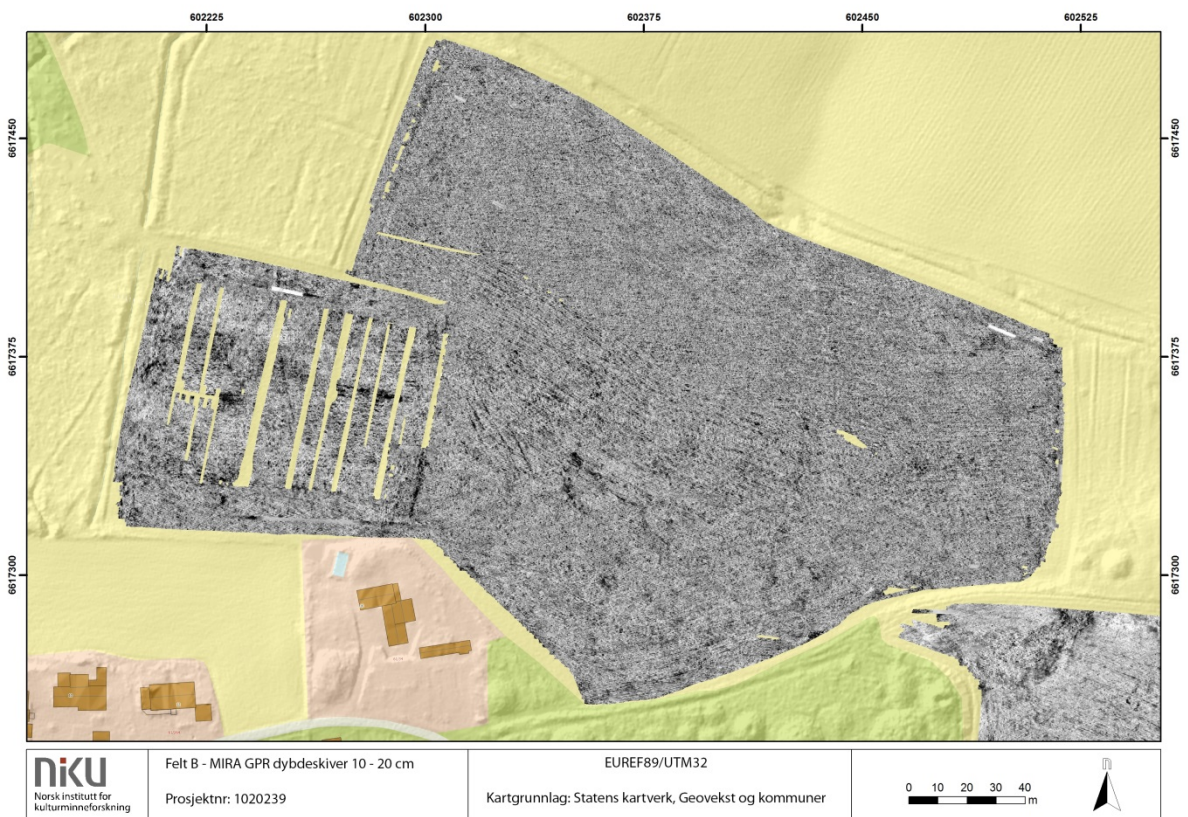 602225 602300 602375 602450 602525
6617450 6617450
6617375 6617375
6617300 6617300
niku
Norsk institutt for
kulturminneforskning
Felt B - MIRA GPR dybdeskiver 10 - 20 cm
Prosjektnr: 1020239
EUREF89/UTM32
Kartgrunnlag: Statens kartverk, Geovekst og kommuner
0 10 20 30 40
m
n